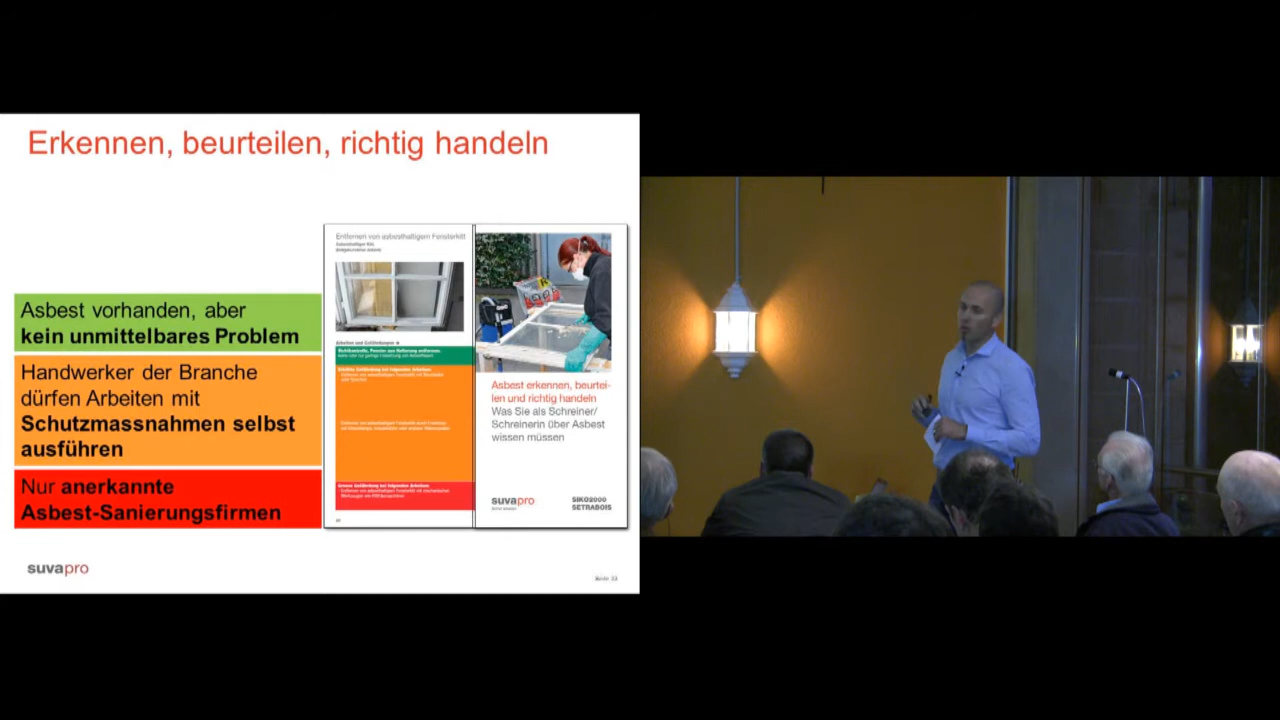 Erkennen, beurteilen, richtig handeln
Asbest vorhanden, aber
kein unmittelbares Problem
Handwerker der Branche
dürfen Arbeiten mit
Schutzmassnahmen selbst
ausführen
Nur anerkannte
Asbest-Sanierungsfirmen
Entfernen von asbesthaltigem Fensterkitt
Asbest erkennen, beurtei-
len und richtig handeln
Was Sie als Schreiner/
Schreinerin über Asbest
wissen müssen
suvapro
SIKO2000
SETRABOIS
suvapro